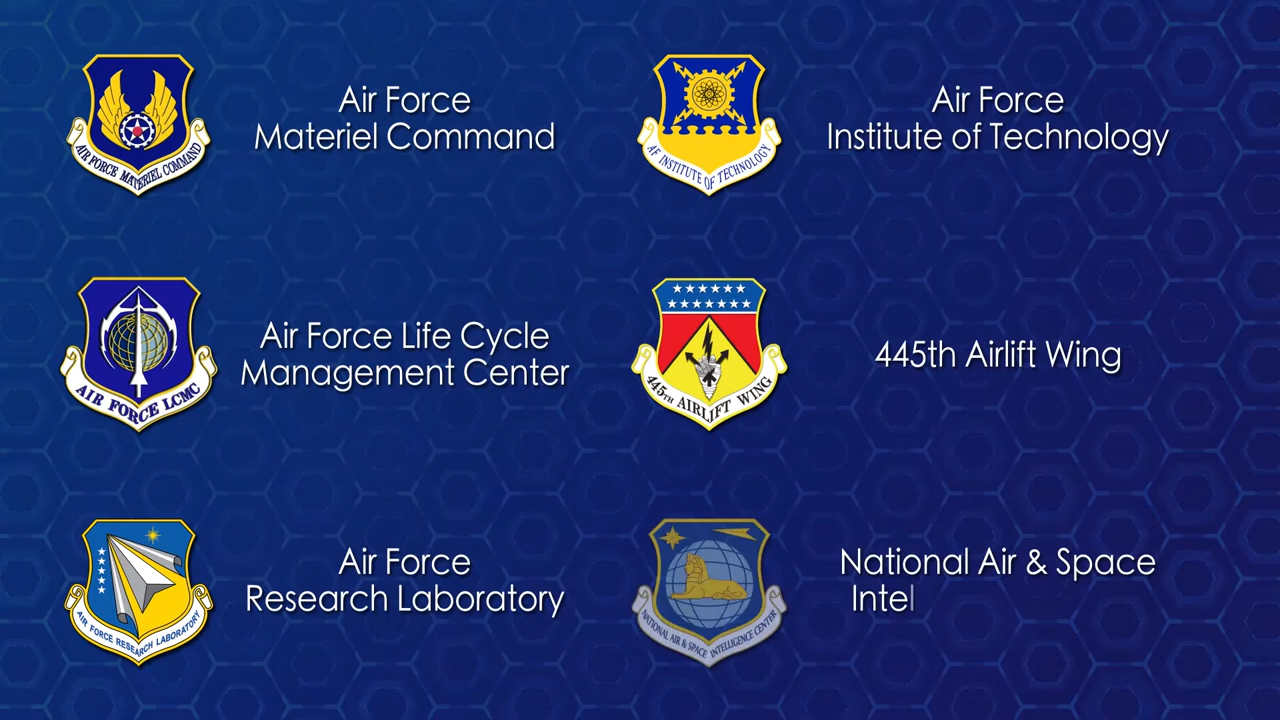 Air Force
Materiel Command
AIR FORCE MATERIEL COMMAND
Air Force
Institute of Technology
AF INSTITUTE OF TECHNOLOGY
Air Force Life Cycle
Management Center
AIR FORCE LCMC
445th Airlift Wing
445TH AIRLIFT WING
Air Force
Research Laboratory
AIR FORCE RESEARCH LABORATORY
National Air & Space
Intel
NATIONAL AIR & SPACE INTELLIGENCE CENTER